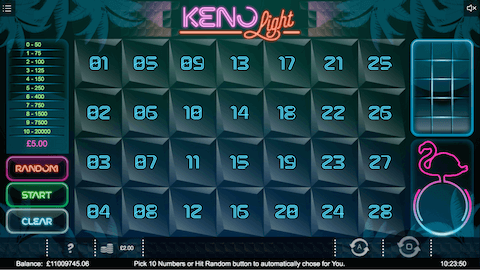 KENO Light
0 - 50
1 - 75
2 - 100
3 - 125
4 - 150
5 - 250
6 - 400
7 - 750
8 - 1500
9 - 7500
10 - 20000
£5.00
01 05 09 13 17 21 25
02 06 10 14 18 22 26
03 07 11 15 19 23 27
04 08 12 16 20 24 28
RANDOM
START
CLEAR
? £2.00 A
Balance: £11009745.06 Pick 10 Numbers or Hit Random button to automatically chose for You. 10:23:50